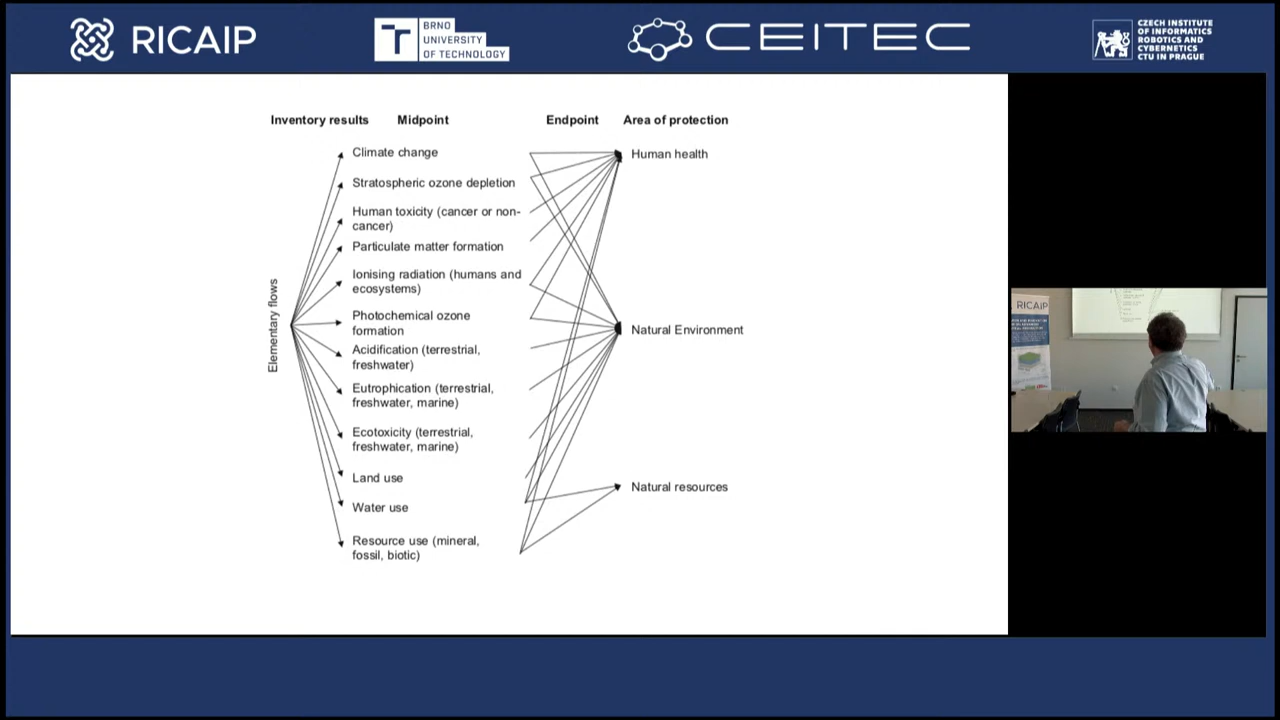 RICAIP
BRNO
UNIVERSITY
OF TECHNOLOGY
CEITEC
CZECH INSTITUTE
OF INFORMATICS
ROBOTICS AND
CYBERNETICS
CTU IN PRAGUE
Inventory results Midpoint Endpoint Area of protection
Elementary flows
Climate change
Stratospheric ozone depletion
Human toxicity (cancer or non-
cancer)
Particulate matter formation
Ionising radiation (humans and
ecosystems)
Photochemical ozone
formation
Acidification (terrestrial,
freshwater)
Eutrophication (terrestrial,
freshwater, marine)
Ecotoxicity (terrestrial,
freshwater, marine)
Land use
Water use
Resource use (mineral,
fossil, biotic)
Human health
Natural Environment
Natural resources
RICAIP